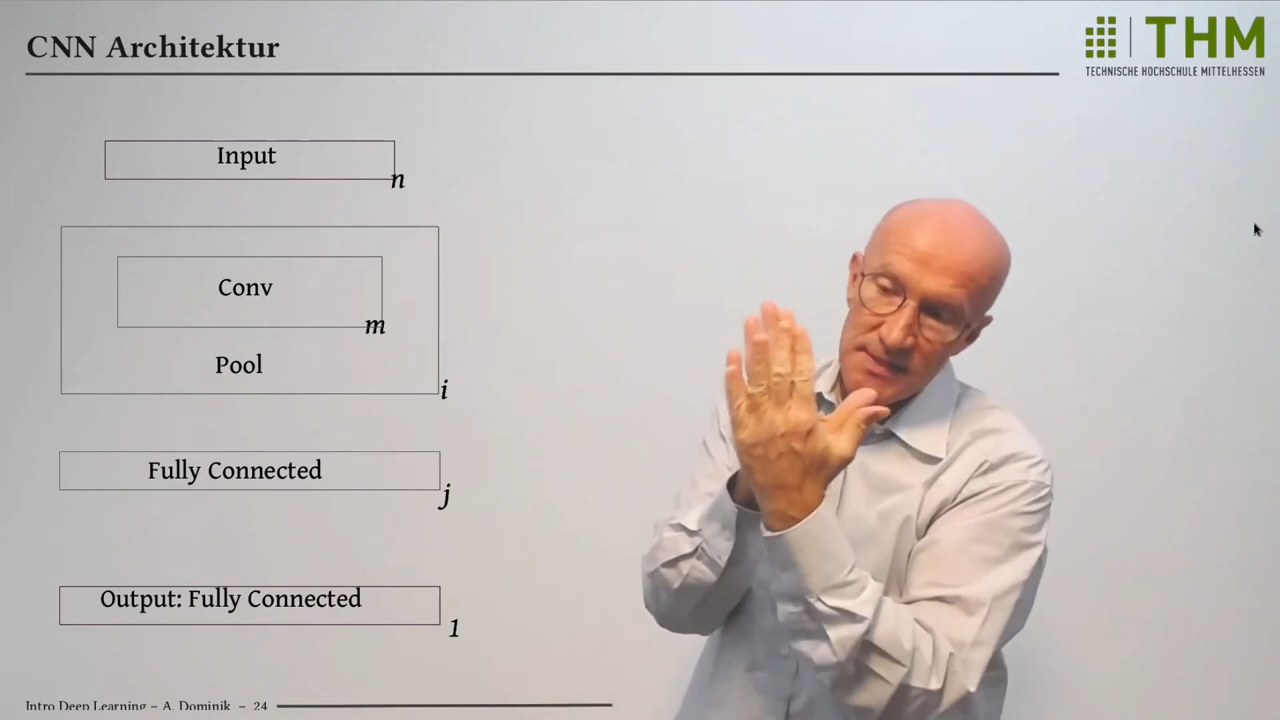 CNN Architektur
THM
TECHNISCHE HOCHSCHULE MITTELHESSEN
Input
n
Conv
m
Pool
i
Fully Connected
j
Output: Fully Connected
1
Intro Deep Learning – A. Dominik – 24